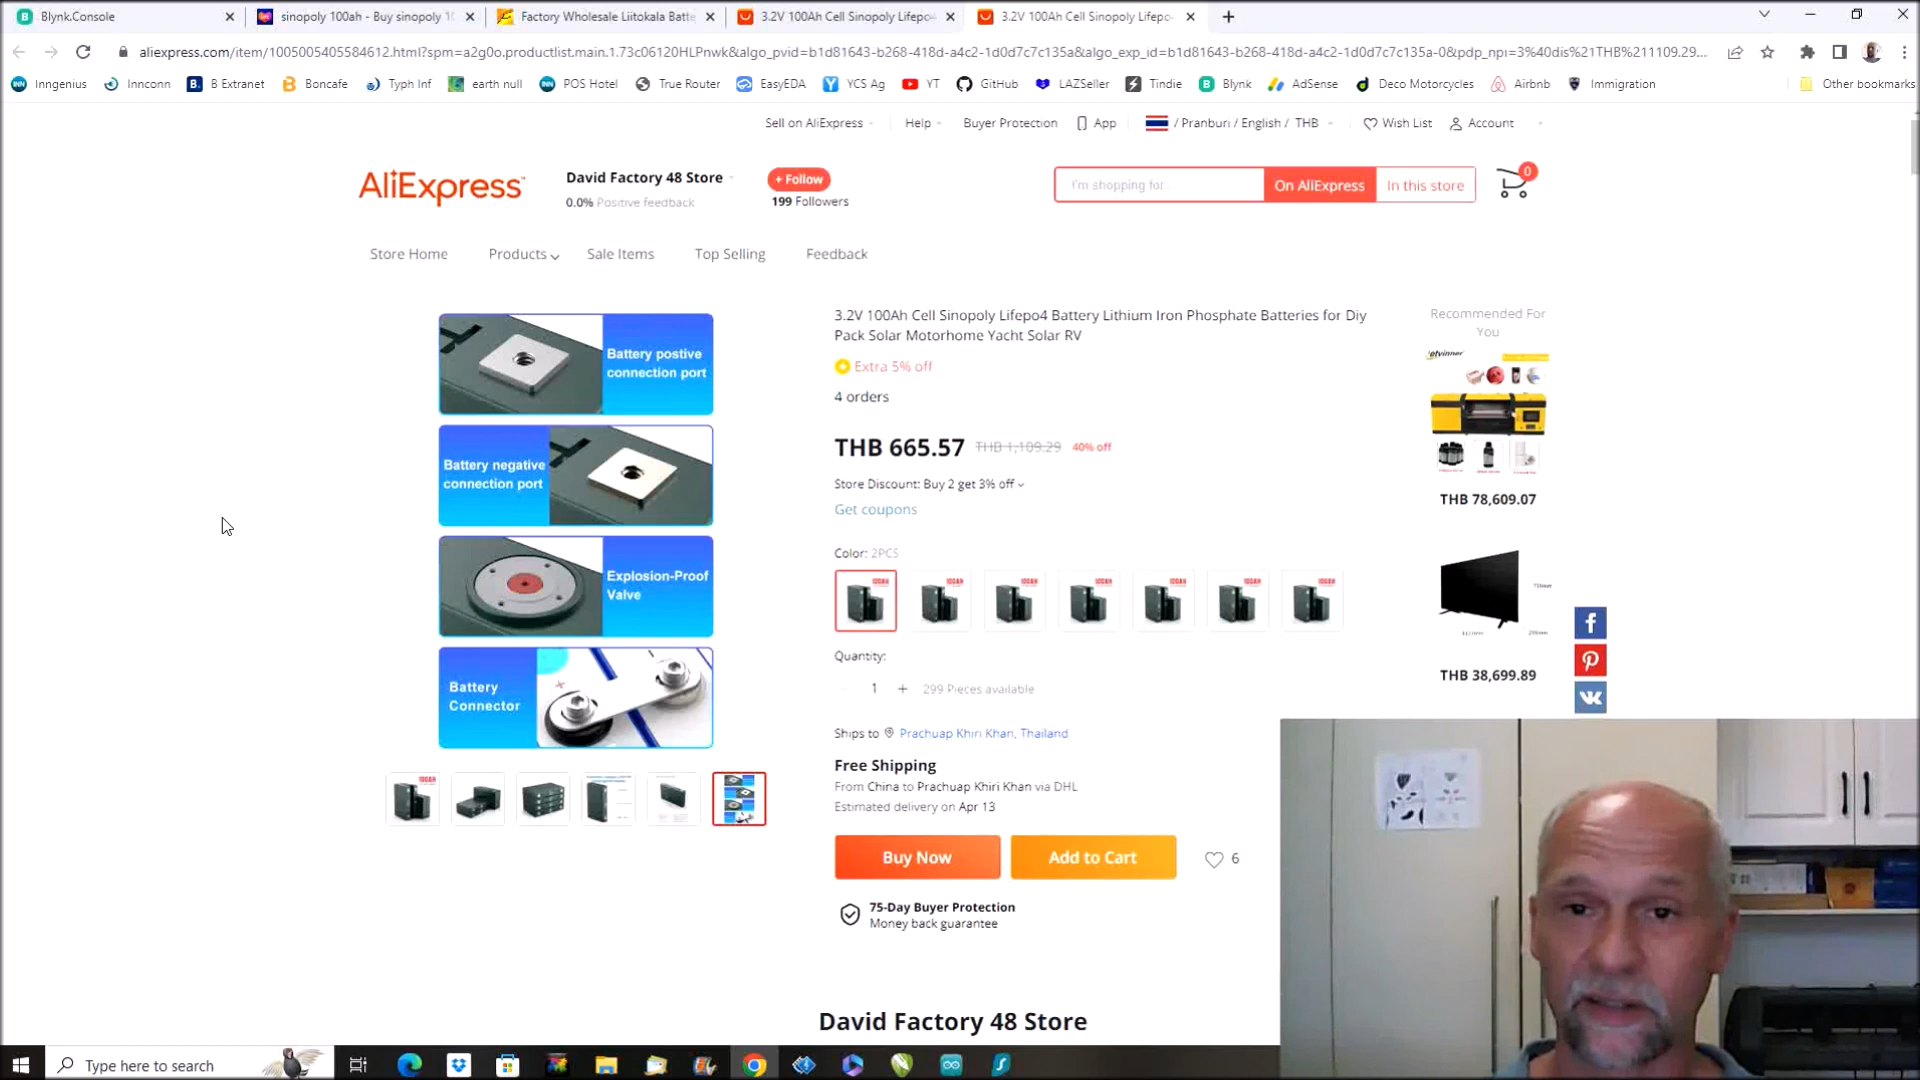 Blynk.Console
sinopoly 100ah - Buy sinopoly 1
Factory Wholesale Liitokala Batte
3.2V 100Ah Cell Sinopoly Lifepo4
3.2V 100Ah Cell Sinopoly Lifepo
aliexpress.com/item/1005005405584612.html?spm=a2g0o.productlist.main.1.73c06120HLPnwk&algo_pvid=b1d81643-b268-418d-a4c2-1d0d7c7c135a&algo_exp_id=b1d81643-b268-418d-a4c2-1d0d7c7c135a-0&pdp_npi=3%40dis%21THB%211109.29...
Inngenius
Innconn
B Extranet
Boncafe
Typh Inf
earth null
POS Hotel
True Router
EasyEDA
YCS Ag
YT
GitHub
LAZSeller
Tindie
Blynk
AdSense
Deco Motorcycles
Airbnb
Immigration
Other bookmarks
Sell on AliExpress
Help
Buyer Protection
App
/ Pranburi / English / THB
Wish List
Account
AliExpress
David Factory 48 Store
0.0% Positive feedback
+ Follow
199 Followers
I'm shopping for
On AliExpress
In this store
0
Store Home
Products
Sale Items
Top Selling
Feedback
Battery postive
connection port
Battery negative
connection port
Explosion-Proof
Valve
Battery
Connector
3.2V 100Ah Cell Sinopoly Lifepo4 Battery Lithium Iron Phosphate Batteries for Diy
Pack Solar Motorhome Yacht Solar RV
Extra 5% off
4 orders
THB 665.57 THB 1,109.29 40% off
Store Discount: Buy 2 get 3% off
Get coupons
Color: 2PCS
100AH
100AH
100AH
100AH
100AH
100AH
100AH
Quantity:
1
299 Pieces available
Ships to Prachuap Khiri Khan, Thailand
Free Shipping
From China to Prachuap Khiri Khan via DHL
Estimated delivery on Apr 13
Buy Now
Add to Cart
6
75-Day Buyer Protection
Money back guarantee
Recommended For
You
THB 78,609.07
THB 38,699.89
100AH
David Factory 48 Store
Type here to search